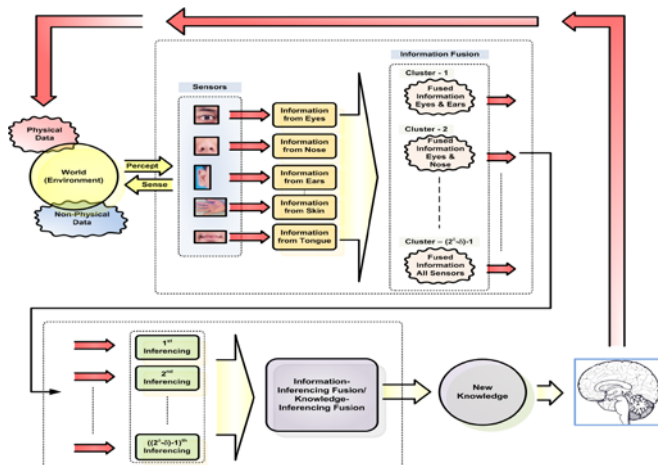 Information Fusion
Sensors
Cluster - 1
Fused
Information
Eyes & Ears
Information
from Eyes
Physical
Data
Cluster - 2
Fused
Information
Eyes &
Nose
Information
from Nose
World
(Environment)
Percept
Sense
Information
from Ears
Non-Physical
Data
Information
from Skin
Information
from Tongue
Fused
Information
All Sensors
1st
Inferencing
2nd
Inferencing
Information-
Inferencing Fusion/
Knowledge-
Inferencing Fusion
New
Knowledge
Inferencing